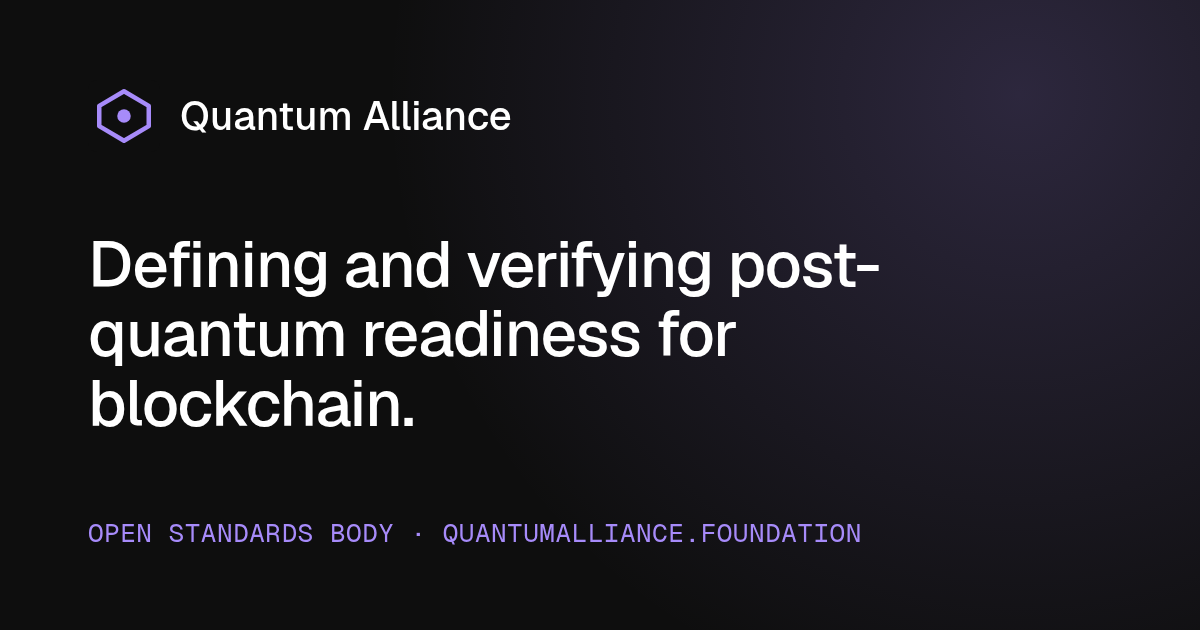 Quantum Alliance
Defining and verifying post-
quantum readiness for
blockchain.
OPEN STANDARDS BODY · QUANTUMALLIANCE.FOUNDATION